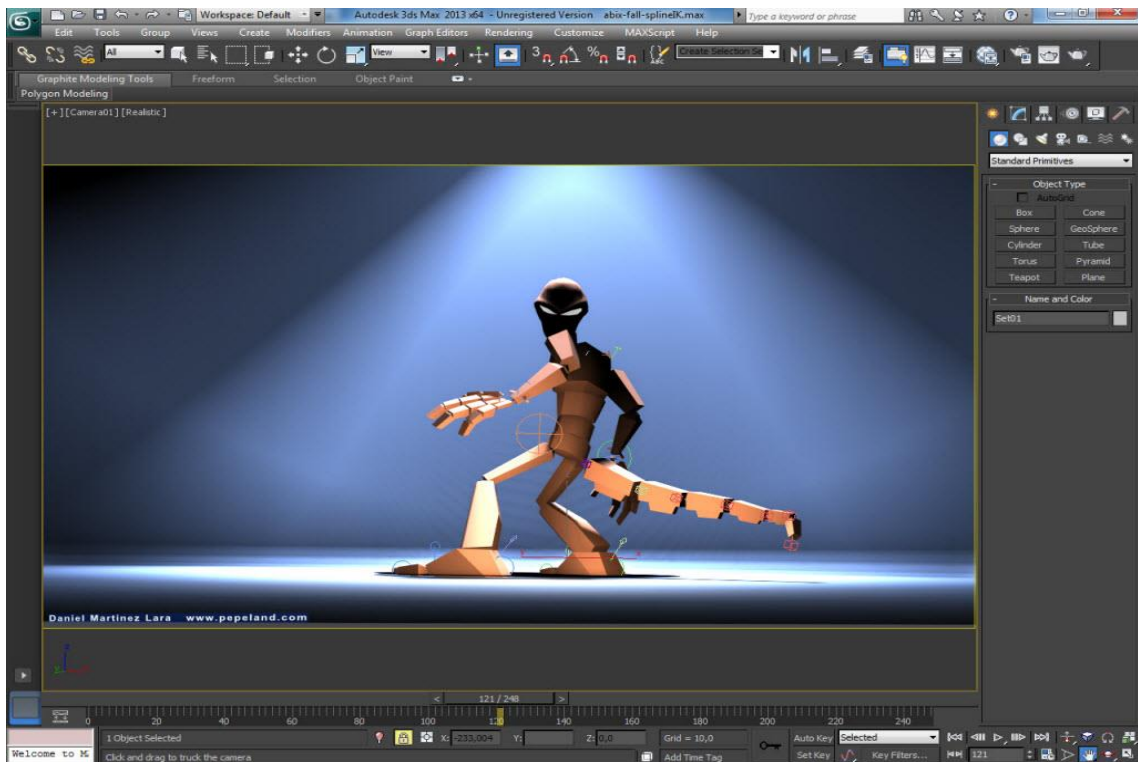 Workspace: Default
Autodesk 3ds Max 2013 x64 - Unregistered Version abix-fall-splineIK.max
Type a keyword or phrase
Edit Tools Group Views Create Modifiers Animation Graph Editors Rendering Customize MAXScript Help
All View Create Selection Se
Graphite Modeling Tools Freeform Selection Object Paint
Polygon Modeling
[+] [Camera01] [Realistic]
Standard Primitives
- Object Type
AutoGrid
Box Cone
Sphere GeoSphere
Cylinder Tube
Torus Pyramid
Teapot Plane
- Name and Color
Set01
Daniel Martinez Lara www.pepeland.com
< 121 / 248 >
0 20 40 60 80 100 120 140 160 180 200 220 240
1 Object Selected X: -233,004 Y: Z: 0,0 Grid = 10,0 Auto Key Selected
Welcome to M Click and drag to truck the camera Add Time Tag Set Key Key Filters... 121